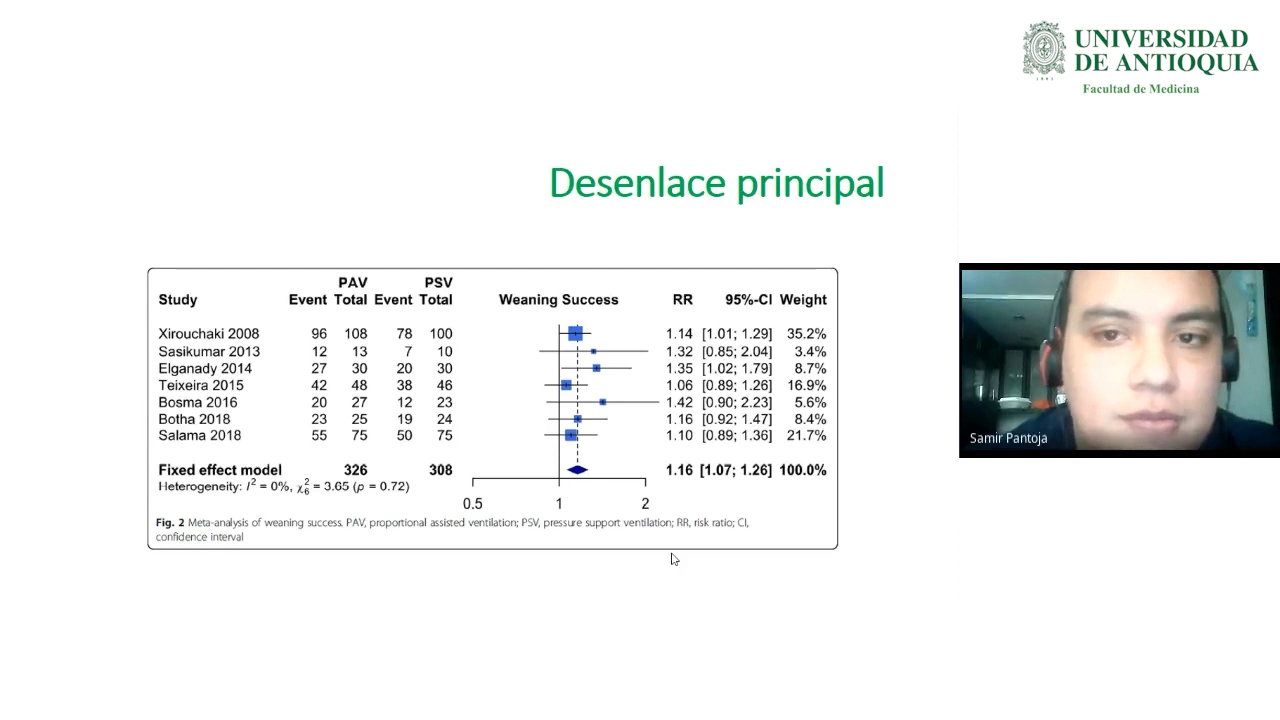 UNIVERSIDAD
DE ANTIOQUIA
1803
Facultad de Medicina
Desenlace principal
PAV PSV
Study Event Total Event Total Weaning Success RR 95%-CI Weight
Xirouchaki 2008 96 108 78 100 1.14 [1.01; 1.29] 35.2%
Sasikumar 2013 12 13 7 10 1.32 [0.85; 2.04] 3.4%
Elganady 2014 27 30 20 30 1.35 [1.02; 1.79] 8.7%
Teixeira 2015 42 48 38 46 1.06 [0.89; 1.26] 16.9%
Bosma 2016 20 27 12 23 1.42 [0.90; 2.23] 5.6%
Botha 2018 23 25 19 24 1.16 [0.92; 1.47] 8.4%
Salama 2018 55 75 50 75 1.10 [0.89; 1.36] 21.7%
Fixed effect model 326 308 1.16 [1.07; 1.26] 100.0%
Heterogeneity: I² = 0%, χ²₆ = 3.65 (p = 0.72)
0.5 1 2
Fig. 2 Meta-analysis of weaning success. PAV, proportional assisted ventilation; PSV, pressure support ventilation; RR, risk ratio; CI,
confidence interval
Samir Pantoja